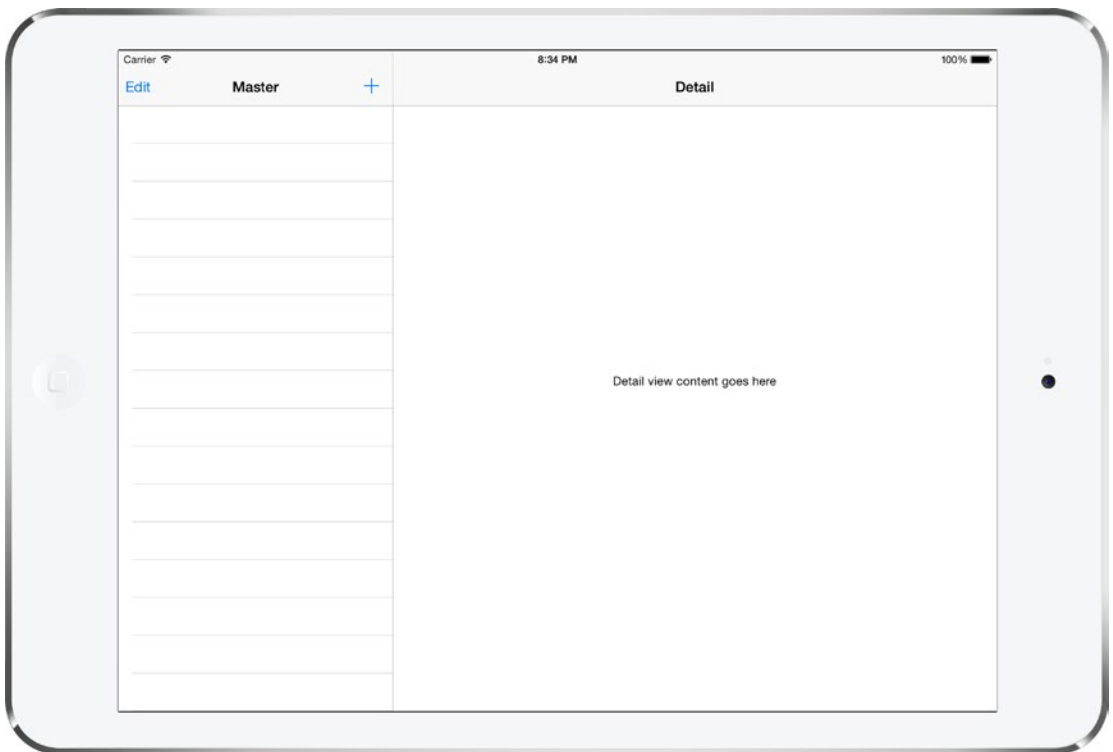 Carrier 8:34 PM 100%
Edit Master + Detail
Detail view content goes here